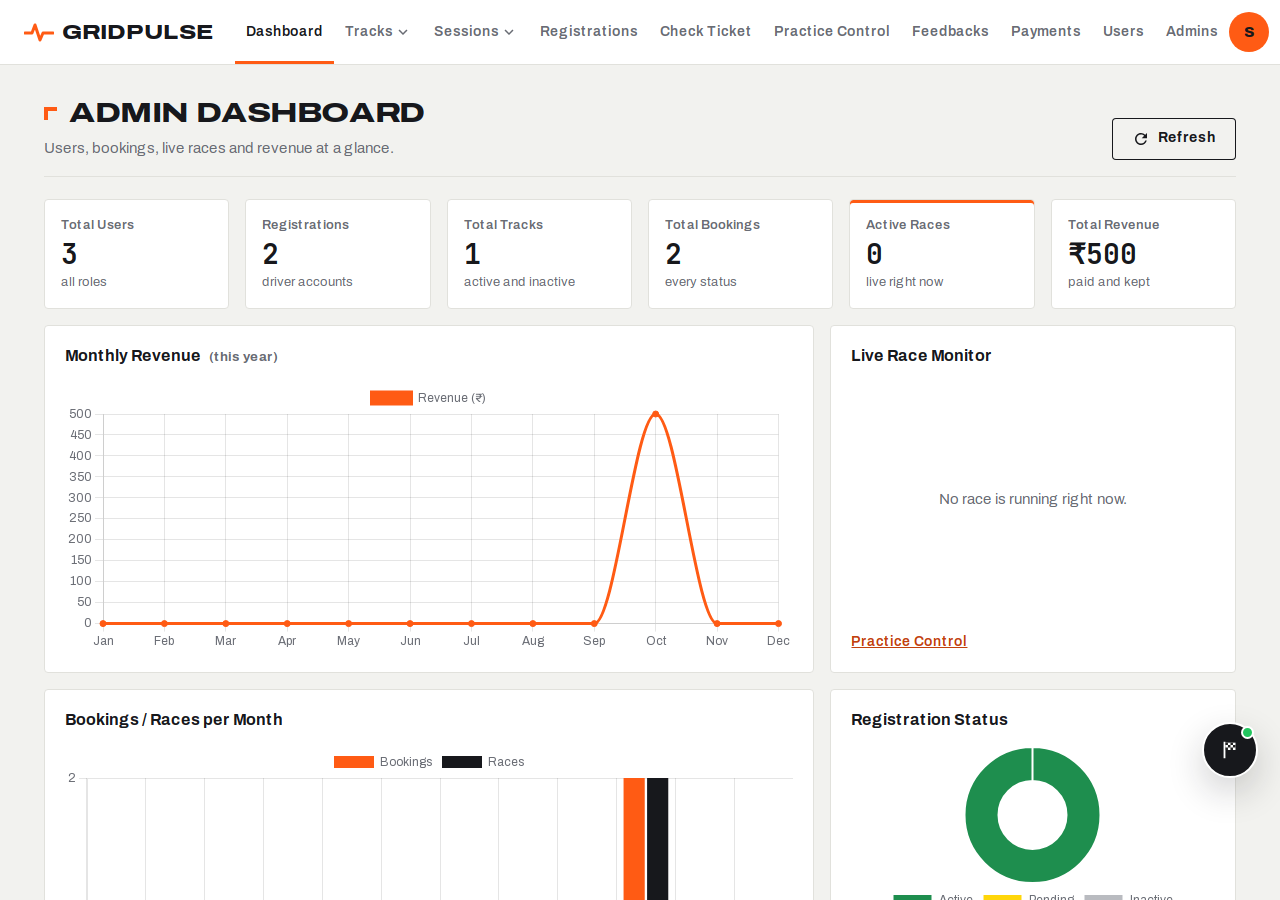 GRIDPULSE
Dashboard Tracks Sessions Registrations Check Ticket Practice Control Feedbacks Payments Users Admins S
ADMIN DASHBOARD
Users, bookings, live races and revenue at a glance.
Refresh
Total Users
3
all roles
Registrations
2
driver accounts
Total Tracks
1
active and inactive
Total Bookings
2
every status
Active Races
0
live right now
Total Revenue
₹500
paid and kept
Monthly Revenue (this year)
Revenue (₹)
500
450
400
350
300
250
200
150
100
50
0
Jan Feb Mar Apr May Jun Jul Aug Sep Oct Nov Dec
Live Race Monitor
No race is running right now.
Practice Control
Bookings / Races per Month
Bookings Races
2
Registration Status
Active Pending Inactive